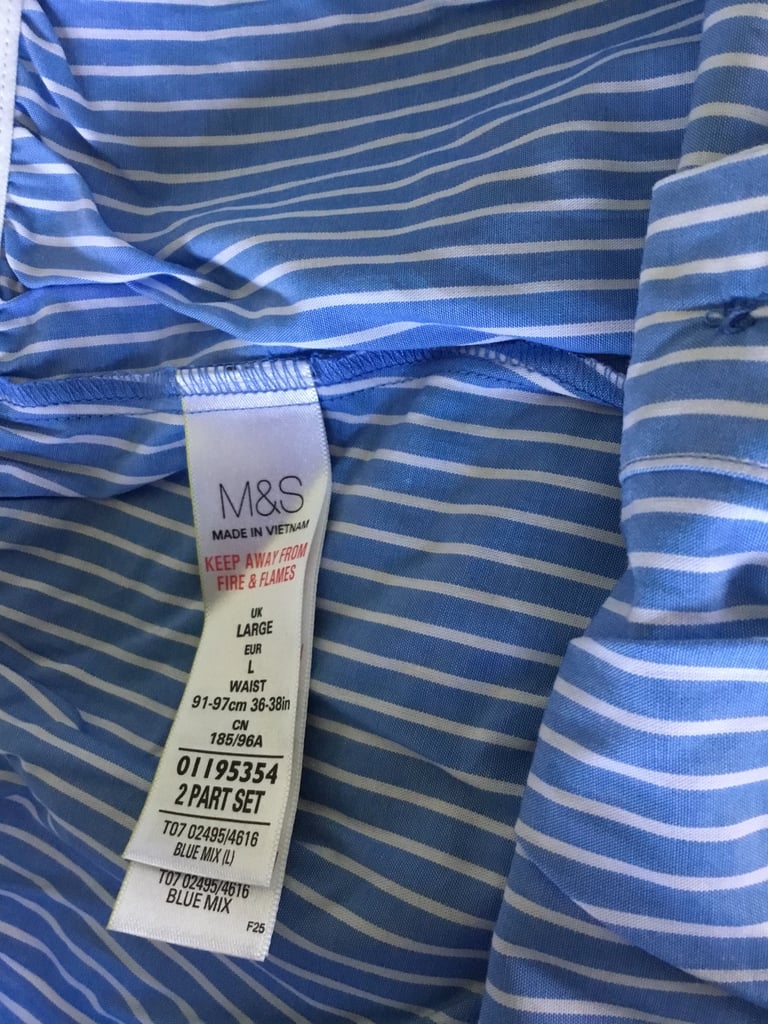 M&S
MADE IN VIETNAM
KEEP AWAY FROM
FIRE & FLAMES
UK
LARGE
EUR
L
WAIST
91-97cm 36-38in
CN
185/96A
01195354
2 PART SET
T07 02495/4616
BLUE MIX (L)
T07 02495/4616
BLUE MIX
F25